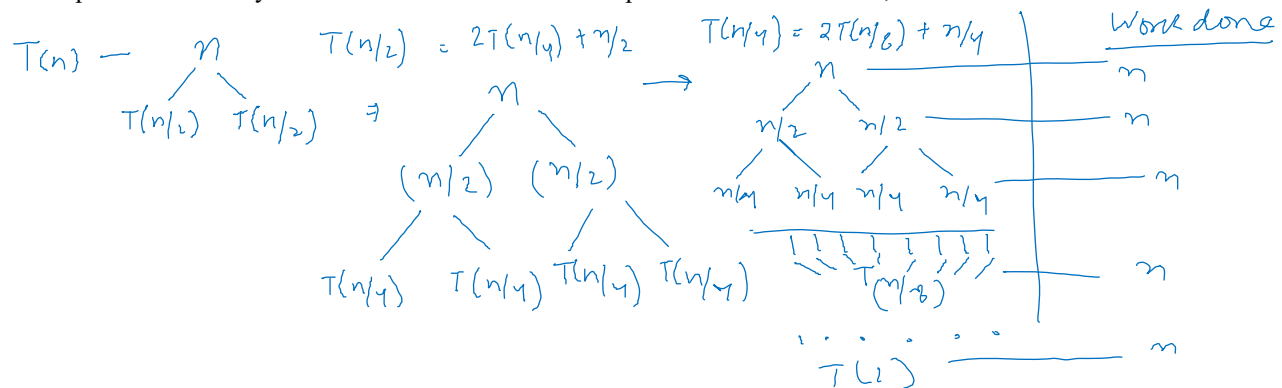 T(n) — n
T(n/2) T(n/2)
T(n/2) = 2T(n/4) + n/2
⇒ n
(n/2) (n/2)
T(n/4) T(n/4) T(n/4) T(n/4)
→ T(n/4) = 2T(n/8) + n/4
n
n/2 n/2
n/4 n/4 n/4 n/4
T(n/8)
. . . . . .
T(1)
Work done
n
n
n
n
n